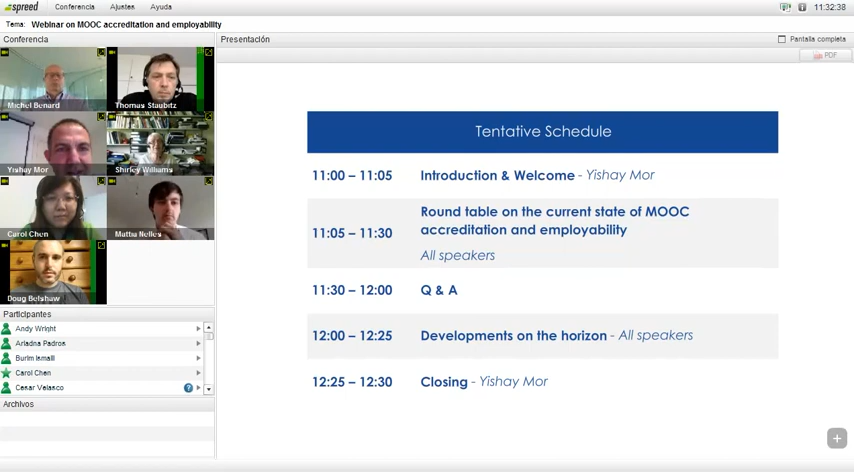 spreed
Conferencia Ajustes Ayuda
11:32:38
Tema: Webinar on MOOC accreditation and employability
Conferencia
Michel Benard
Thomas Staubitz
Yishay Mor
Shirley Williams
Carol Chen
Mattia Nelles
Doug Belshaw
Participantes
Andy Wright
Ariadna Padros
Burim Ismaili
Carol Chen
Cesar Velasco
Archivos
Presentación
Pantalla completa
PDF
Tentative Schedule
11:00 – 11:05 Introduction & Welcome - Yishay Mor
11:05 – 11:30 Round table on the current state of MOOC
accreditation and employability
All speakers
11:30 – 12:00 Q & A
12:00 – 12:25 Developments on the horizon - All speakers
12:25 – 12:30 Closing - Yishay Mor